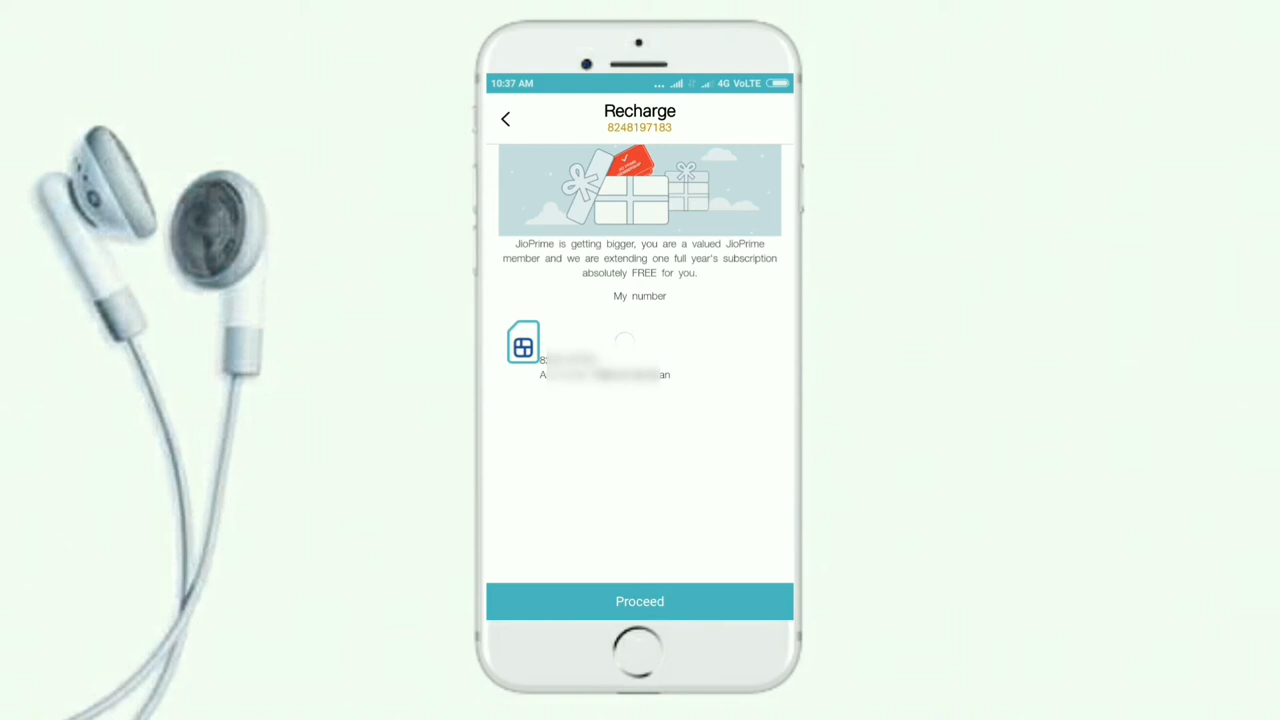 10:37 AM
4G VoLTE
Recharge
8248197183
JioPrime is getting bigger, you are a valued JioPrime
member and we are extending one full year's subscription
absolutely FREE for you.
My number
Proceed